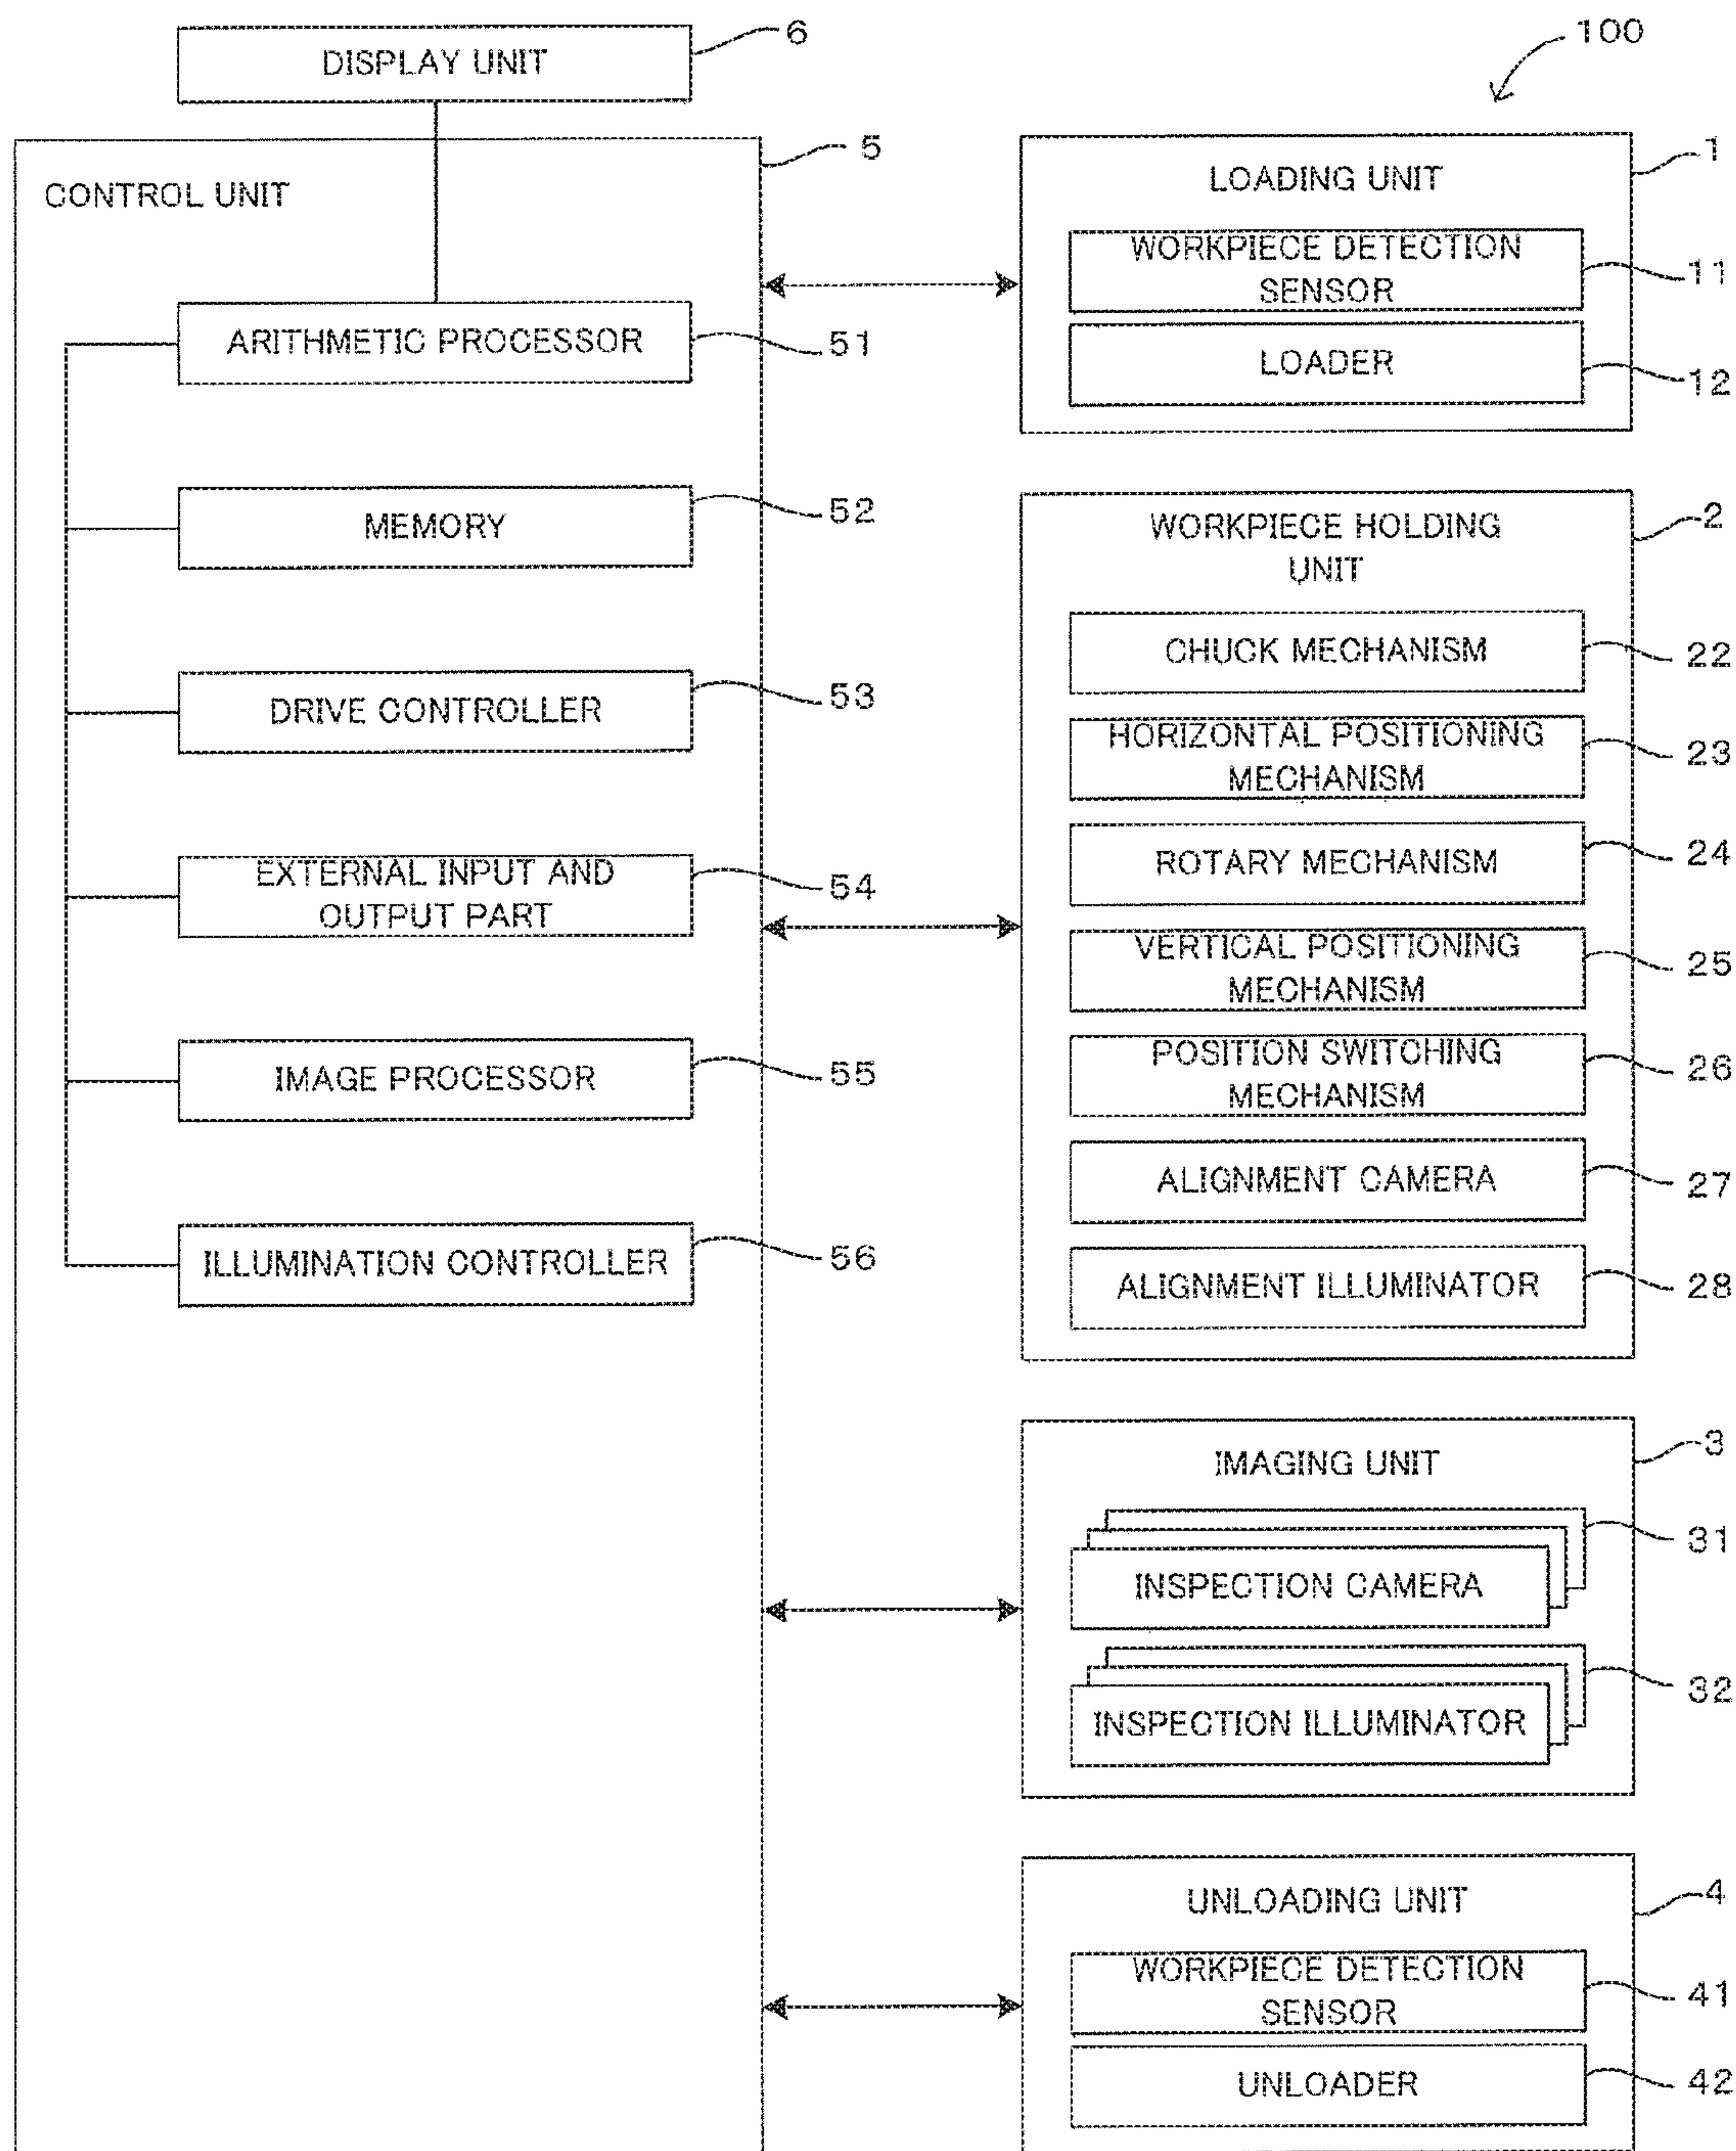 DISPLAY UNIT
6
100
CONTROL UNIT
5
ARITHMETIC PROCESSOR
51
MEMORY
52
DRIVE CONTROLLER
53
EXTERNAL INPUT AND
OUTPUT PART
54
IMAGE PROCESSOR
55
ILLUMINATION CONTROLLER
56
LOADING UNIT
1
WORKPIECE DETECTION
SENSOR
11
LOADER
12
WORKPIECE HOLDING
UNIT
2
CHUCK MECHANISM
22
HORIZONTAL POSITIONING
MECHANISM
23
ROTARY MECHANISM
24
VERTICAL POSITIONING
MECHANISM
25
POSITION SWITCHING
MECHANISM
26
ALIGNMENT CAMERA
27
ALIGNMENT ILLUMINATOR
28
IMAGING UNIT
3
INSPECTION CAMERA
31
INSPECTION ILLUMINATOR
32
UNLOADING UNIT
4
WORKPIECE DETECTION
SENSOR
41
UNLOADER
42